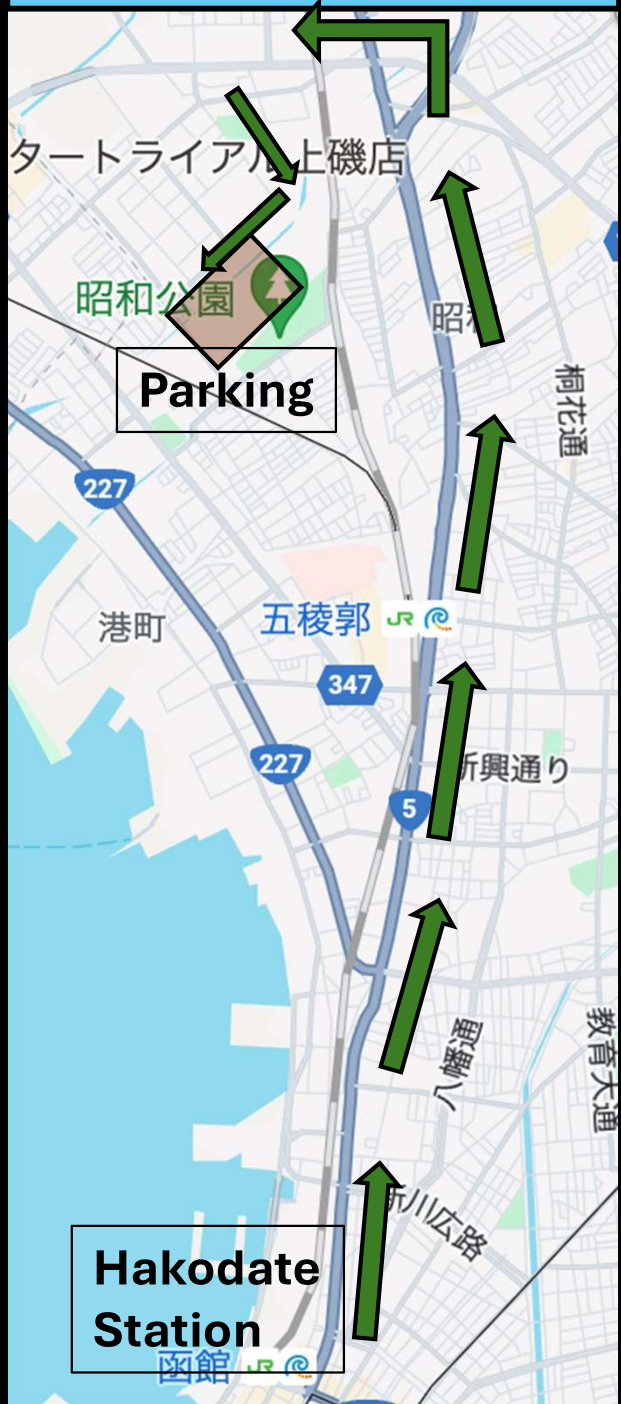 タートライアル上磯店
昭和公園
昭和
桐花通
Parking
227
港町
五稜郭 JR
347
227
新興通り
5
八幡通
教育大通
新川広路
Hakodate
Station
函館 JR